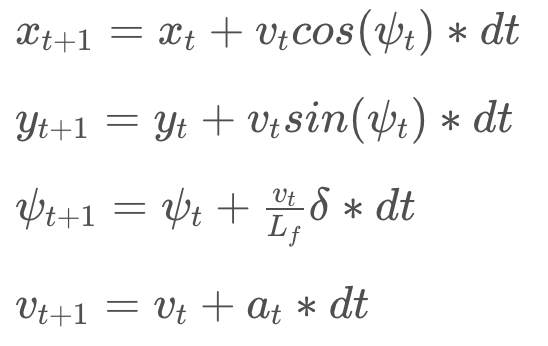 x_{t+1} = x_t + v_t cos(ψ_t) ∗ dt
y_{t+1} = y_t + v_t sin(ψ_t) ∗ dt
ψ_{t+1} = ψ_t + \frac{v_t}{L_f} δ ∗ dt
v_{t+1} = v_t + a_t ∗ dt